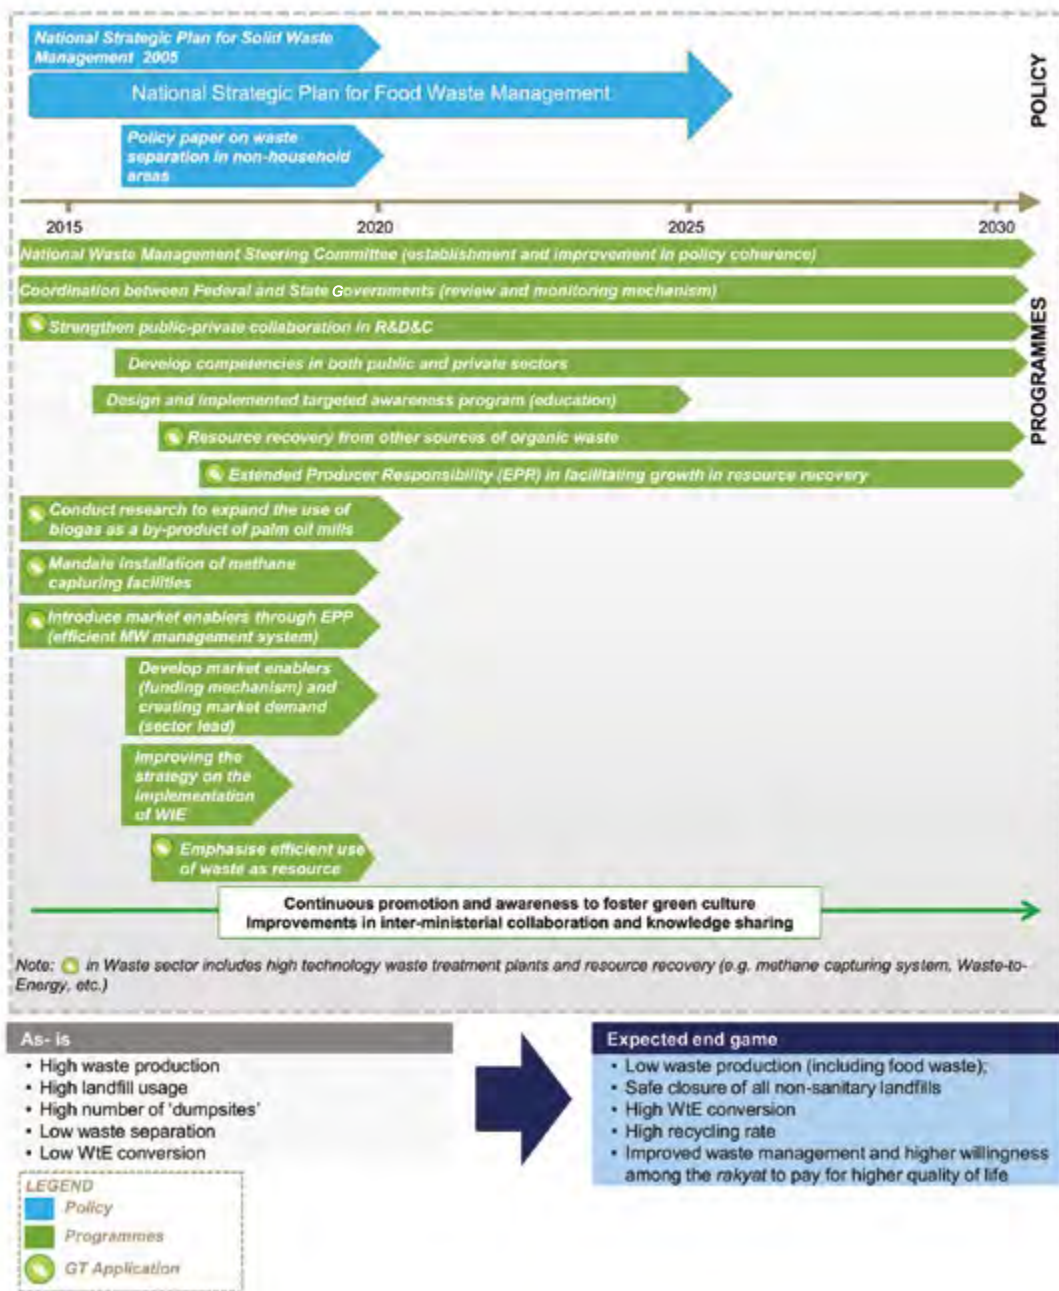 National Strategic Plan for Solid Waste
Management 2005
National Strategic Plan for Food Waste Management
Policy paper on waste
separation in non-household
areas
POLICY
2015
2020
2025
2030
National Waste Management Steering Committee (establishment and improvement in policy coherence)
Coordination between Federal and State Governments (review and monitoring mechanism)
Strengthen public-private collaboration in R&D&C
Develop competencies in both public and private sectors
Design and implemented targeted awareness program (education)
Resource recovery from other sources of organic waste
Extended Producer Responsibility (EPR) in facilitating growth in resource recovery
PROGRAMMES
Conduct research to expand the use of
biogas as a by-product of palm oil mills
Mandate installation of methane
capturing facilities
Introduce market enablers through EPP
(efficient MW management system)
Develop market enablers
(funding mechanism) and
creating market demand
(sector lead)
Improving the
strategy on the
implementation
of WtE
Emphasise efficient use
of waste as resource
Continuous promotion and awareness to foster green culture
Improvements in inter-ministerial collaboration and knowledge sharing
Note: in Waste sector includes high technology waste treatment plants and resource recovery (e.g. methane capturing system, Waste-to-
Energy, etc.)
As- is
• High waste production
• High landfill usage
• High number of 'dumpsites'
• Low waste separation
• Low WtE conversion
Expected end game
• Low waste production (including food waste);
• Safe closure of all non-sanitary landfills
• High WtE conversion
• High recycling rate
• Improved waste management and higher willingness
among the rakyat to pay for higher quality of life
LEGEND
Policy
Programmes
GT Application